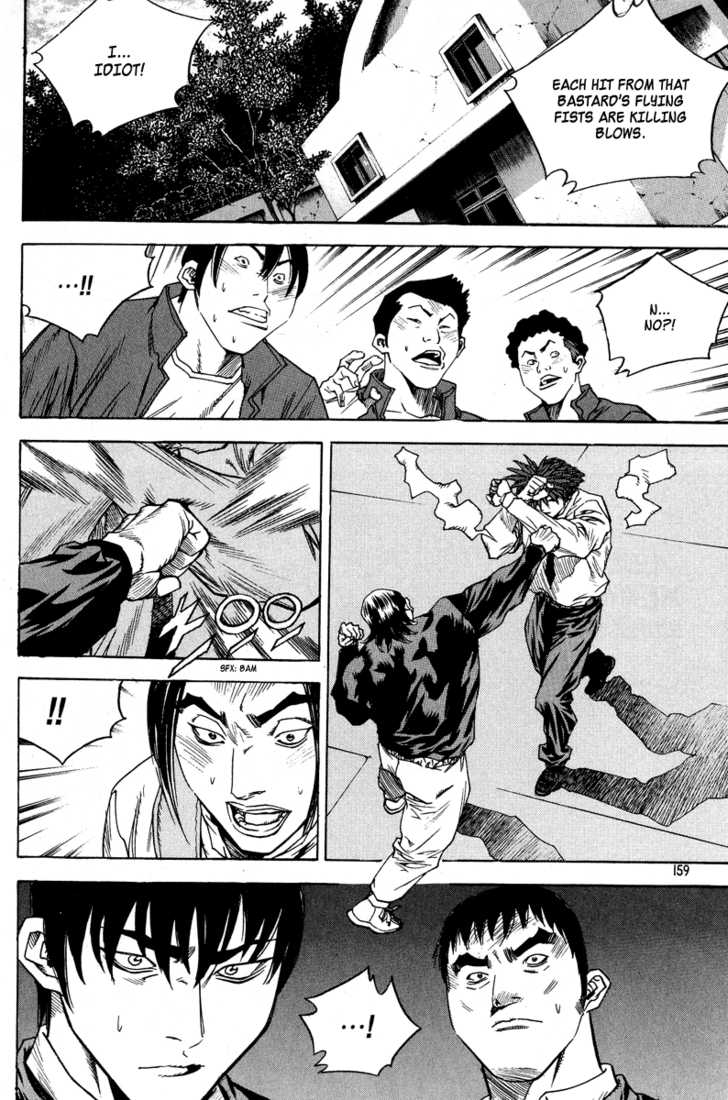 I...
IDIOT!
EACH HIT FROM THAT
BASTARD'S FLYING
FISTS ARE KILLING
BLOWS.
...!!
N...
NO?!
SFX: BAM
!!
159
...!